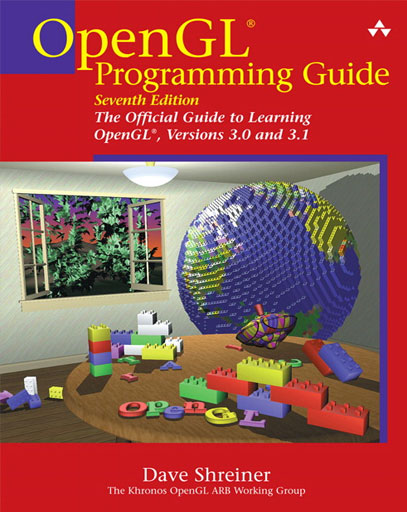 OpenGL®
Programming Guide
Seventh Edition
The Official Guide to Learning
OpenGL®, Versions 3.0 and 3.1
OPENGL
Dave Shreiner
The Khronos OpenGL ARB Working Group